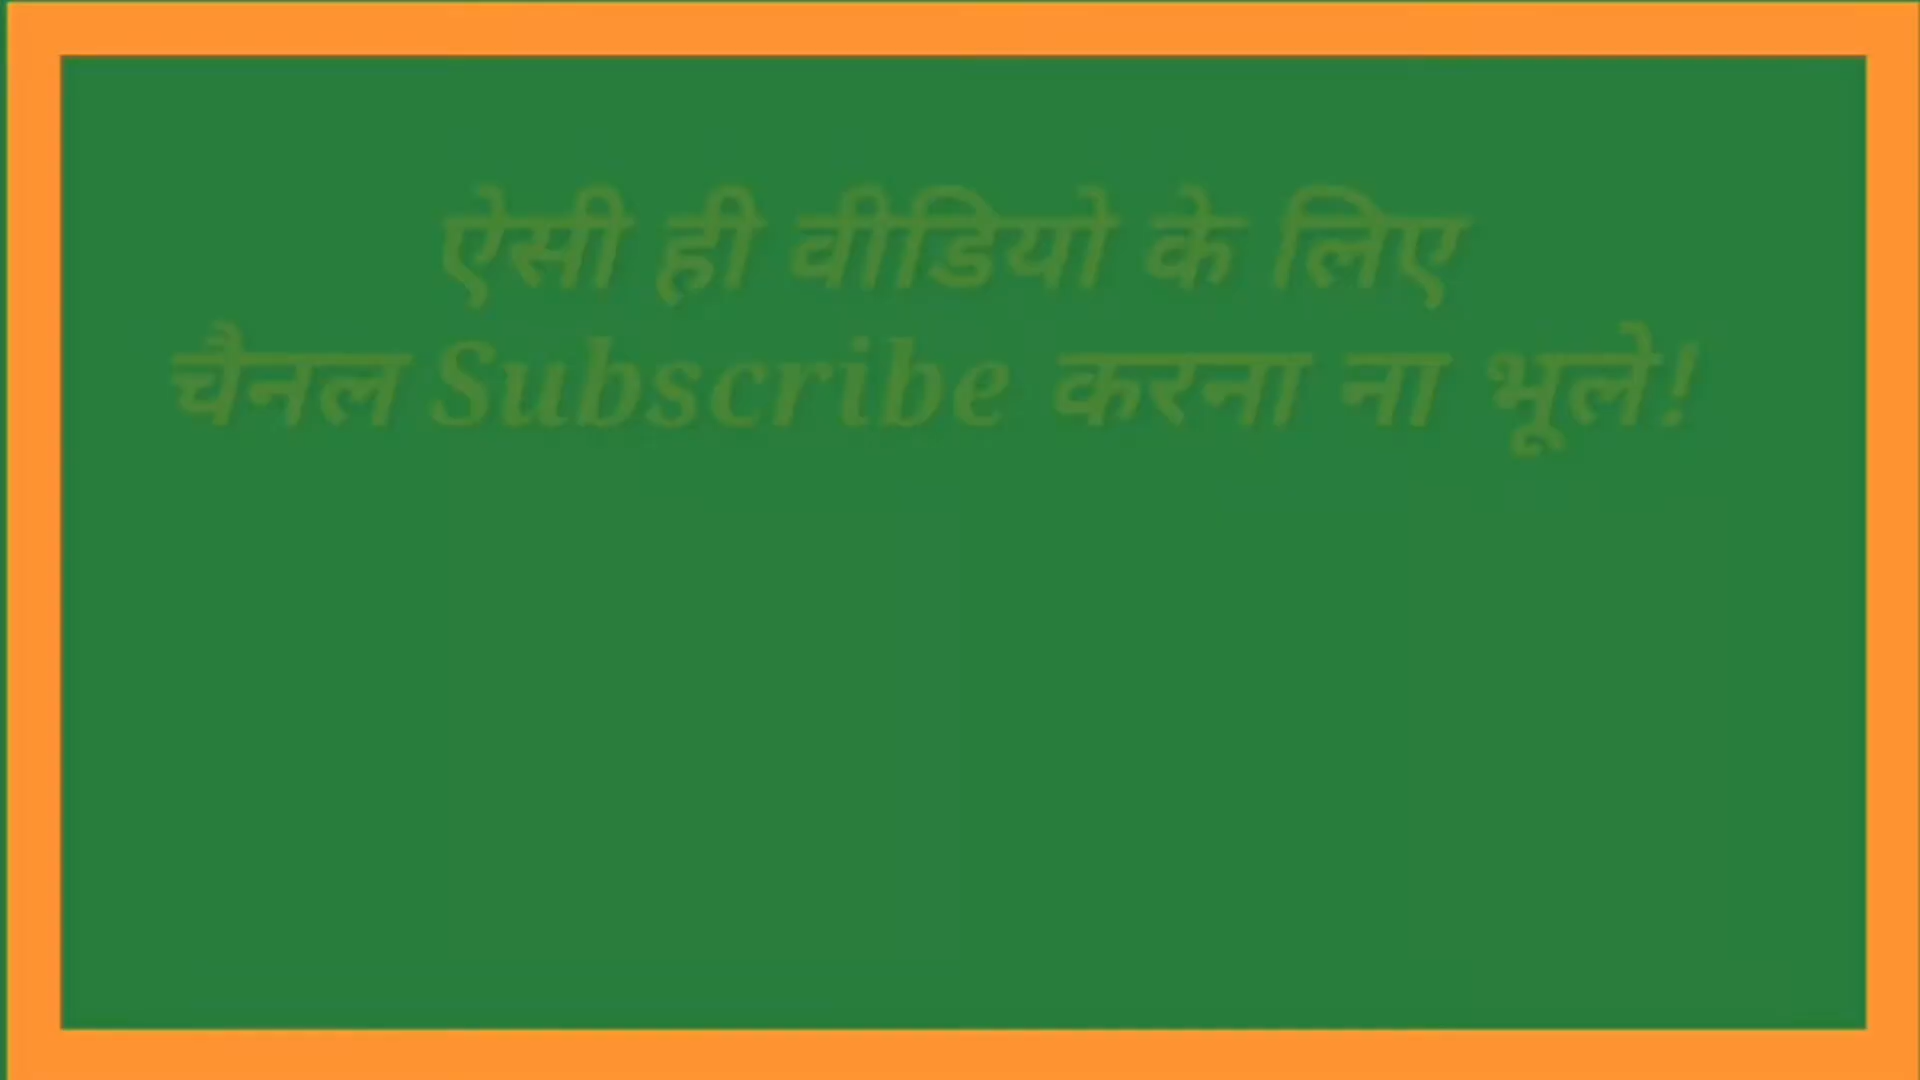 ऐसी ही वीडियो के लिए
चैनल Subscribe करना ना भूले!